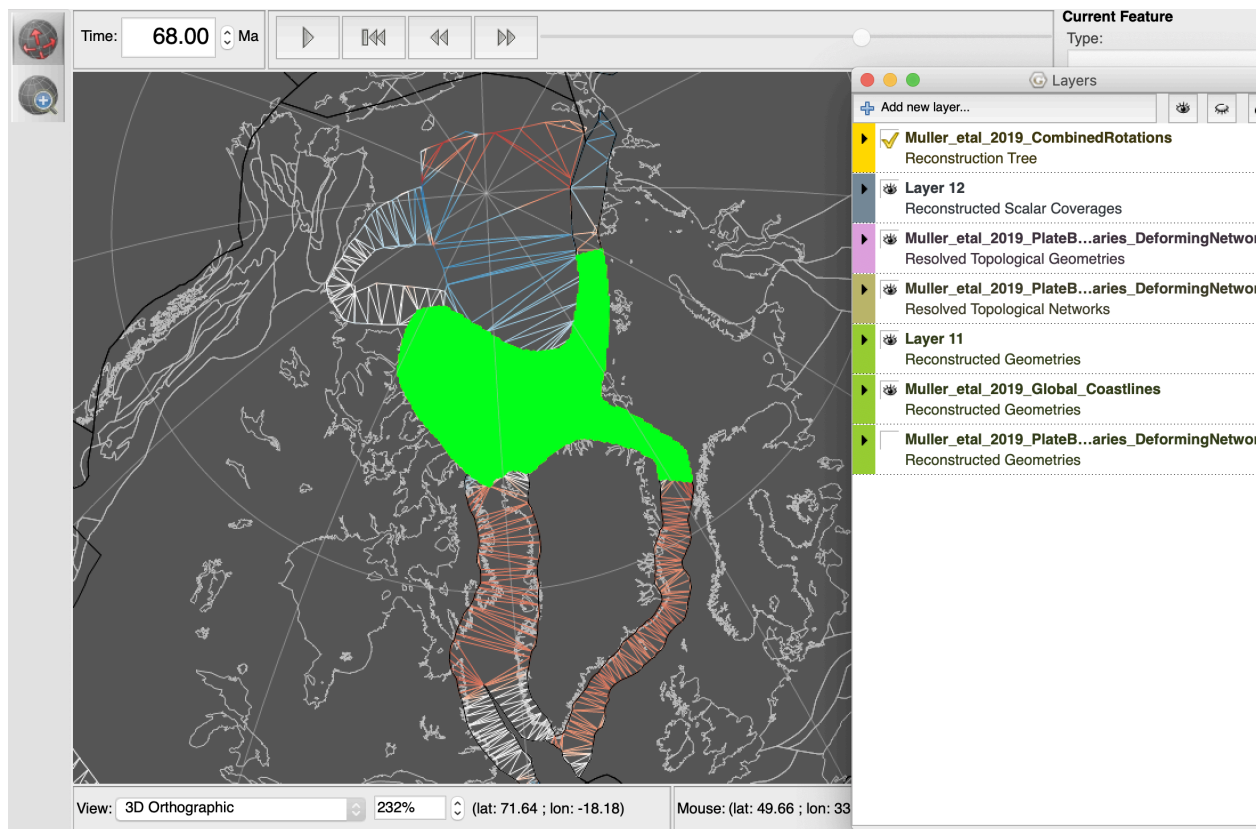 Time: 68.00 Ma
Current Feature
Type:
Layers
Add new layer...
Muller_etal_2019_CombinedRotations
Reconstruction Tree
Layer 12
Reconstructed Scalar Coverages
Muller_etal_2019_PlateB...aries_DeformingNetwor
Resolved Topological Geometries
Muller_etal_2019_PlateB...aries_DeformingNetwor
Resolved Topological Networks
Layer 11
Reconstructed Geometries
Muller_etal_2019_Global_Coastlines
Reconstructed Geometries
Muller_etal_2019_PlateB...aries_DeformingNetwor
Reconstructed Geometries
View: 3D Orthographic 232% (lat: 71.64 ; lon: -18.18) Mouse: (lat: 49.66 ; lon: 33